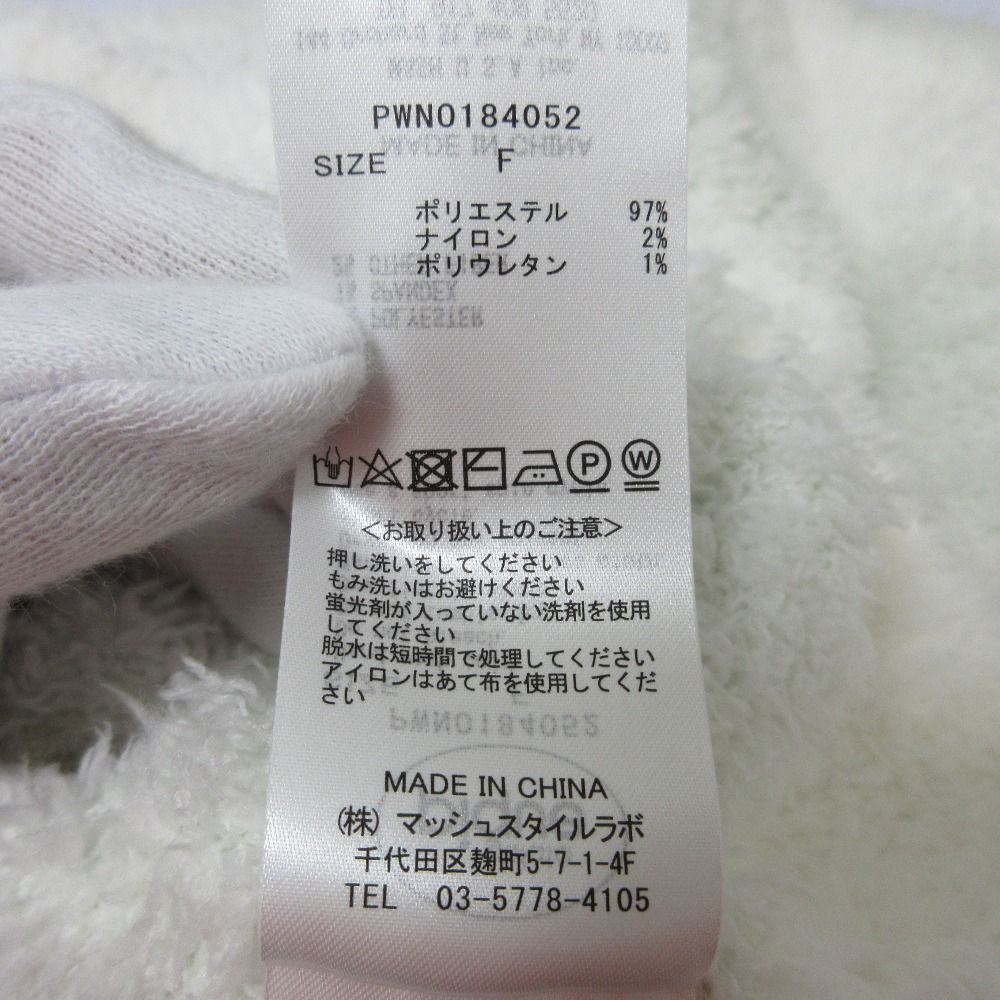 PWNO184052
SIZE F
ポリエステル 97%
ナイロン 2%
ポリウレタン 1%
P W
<お取り扱い上のご注意>
押し洗いをしてください
もみ洗いはお避けください
蛍光剤が入っていない洗剤を使用
してください
脱水は短時間で処理してください
アイロンはあて布を使用してくだ
さい
MADE IN CHINA
(株) マッシュスタイルラボ
千代田区麹町5-7-1-4F
TEL 03-5778-4105